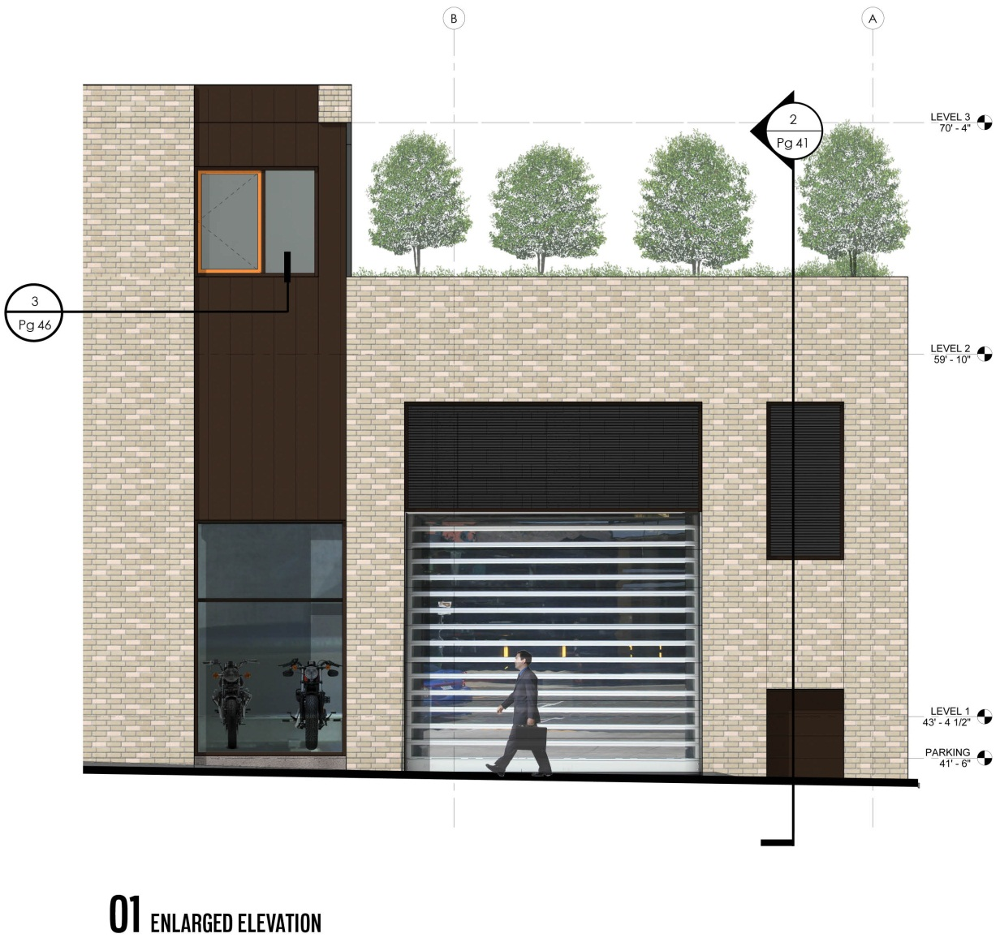 B
A
2
Pg 41
LEVEL 3
70' - 4"
3
Pg 46
LEVEL 2
59' - 10"
LEVEL 1
43' - 4 1/2"
PARKING
41' - 6"
01 ENLARGED ELEVATION